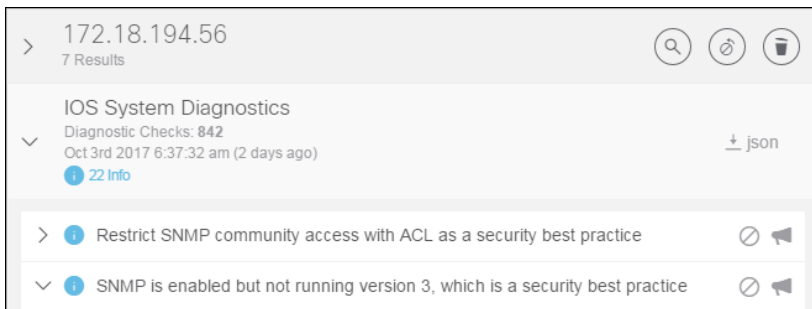 172.18.194.56
7 Results
IOS System Diagnostics
Diagnostic Checks: 842
Oct 3rd 2017 6:37:32 am (2 days ago)
json
22 Info
Restrict SNMP community access with ACL as a security best practice
SNMP is enabled but not running version 3, which is a security best practice